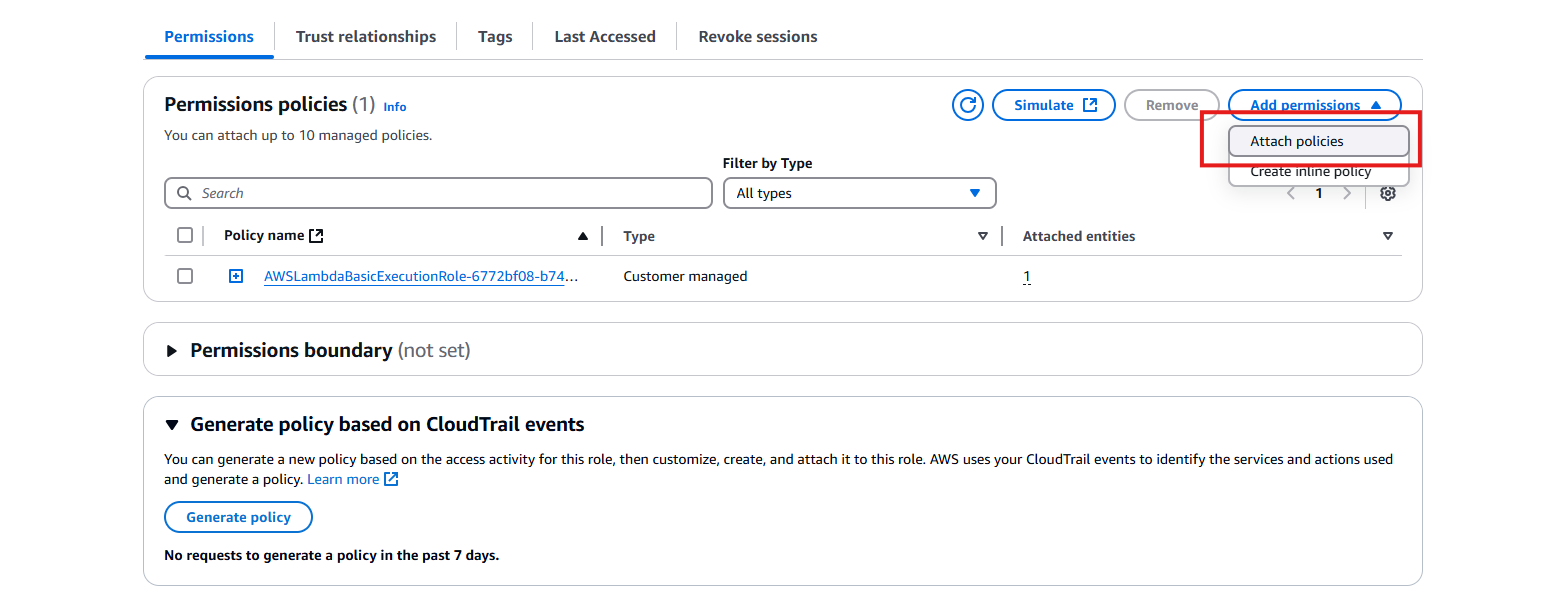 Permissions
Trust relationships
Tags
Last Accessed
Revoke sessions
Permissions policies (1) Info
Simulate
Remove
Add permissions
You can attach up to 10 managed policies.
Attach policies
Create inline policy
Filter by Type
Search
All types
1
Policy name
Type
Attached entities
AWSLambdaBasicExecutionRole-6772bf08-b74...
Customer managed
1
Permissions boundary (not set)
Generate policy based on CloudTrail events
You can generate a new policy based on the access activity for this role, then customize, create, and attach it to this role. AWS uses your CloudTrail events to identify the services and actions used
and generate a policy. Learn more
Generate policy
No requests to generate a policy in the past 7 days.